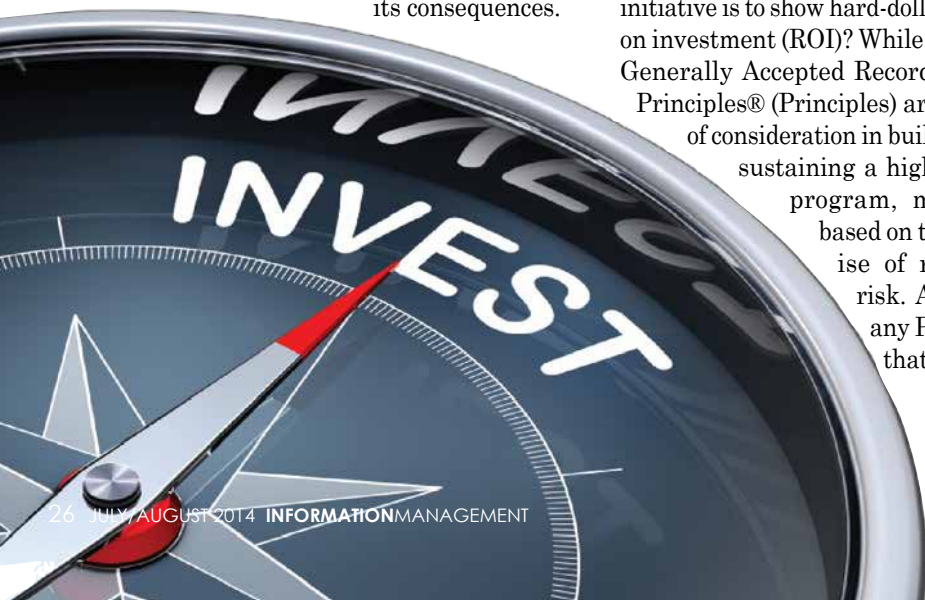 its consequences.
initiative is to show hard-doll
on investment (ROI)? While
Generally Accepted Record
Principles® (Principles) ar
of consideration in buil
sustaining a high
program, m
based on t
ise of r
risk. A
any
that
INVEST
INVEST
26 JULY/AUGUST 2014 INFORMATIONMANAGEMENT